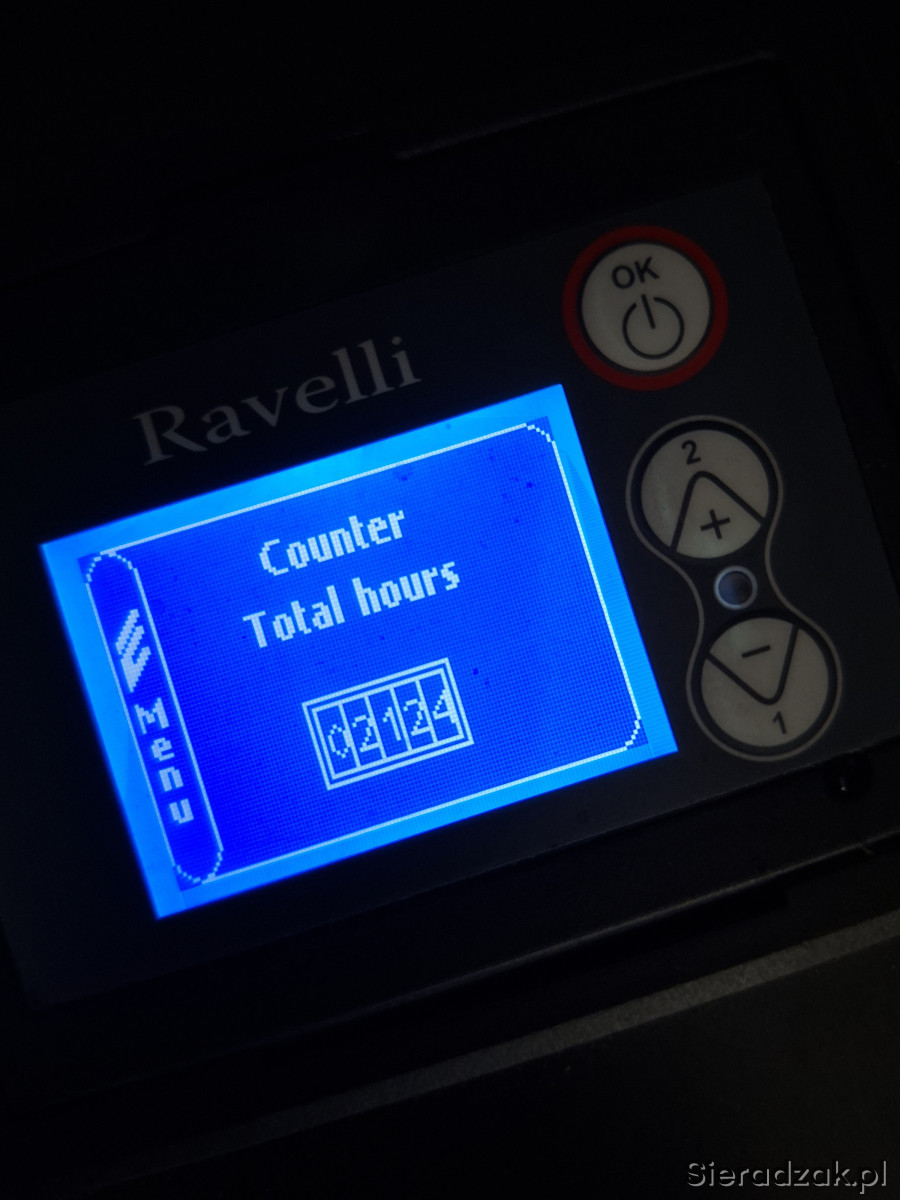 OK
Ravelli
2
+
Counter
Total hours
02124
Menu
-
1
Sieradzak.pl